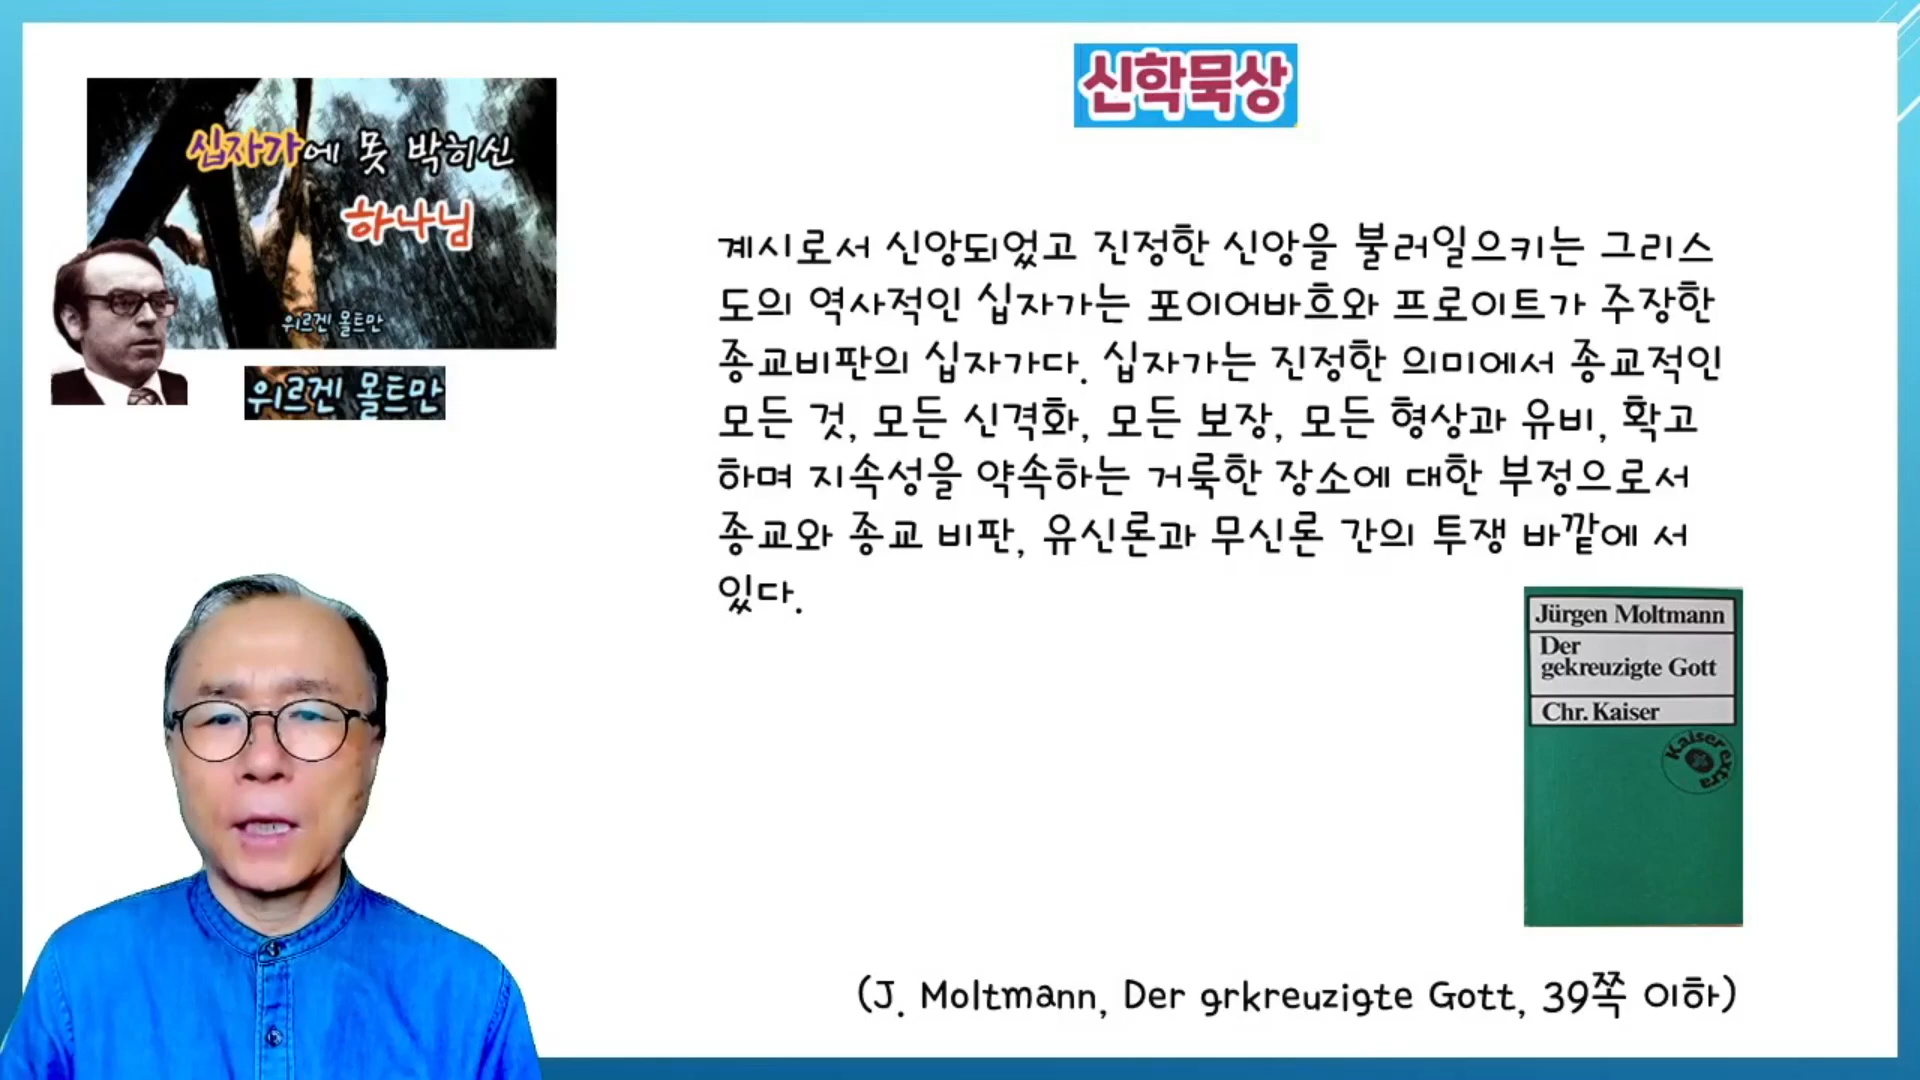 신학묵상
십자가에 못 박히신
하나님
위르겐 몰트만
위르겐 몰트만
계시로서 신앙되었고 진정한 신앙을 불러일으키는 그리스
도의 역사적인 십자가는 포이어바흐와 프로이트가 주장한
종교비판의 십자가다. 십자가는 진정한 의미에서 종교적인
모든 것, 모든 신격화, 모든 보장, 모든 형상과 유비, 확고
하며 지속성을 약속하는 거룩한 장소에 대한 부정으로서
종교와 종교 비판, 유신론과 무신론 간의 투쟁 바깥에 서
있다.
Jürgen Moltmann
Der
gekreuzigte Gott
Chr. Kaiser
Kaiser extra
(J. Moltmann, Der grkreuzigte Gott, 39쪽 이하)